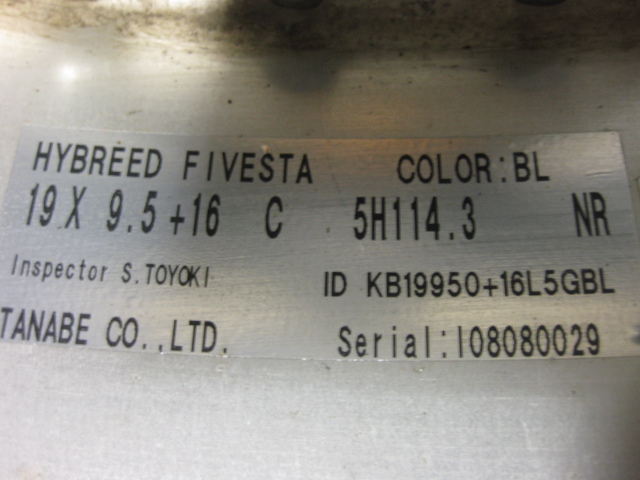 HYBREED FIVESTA COLOR:BL
19 X 9.5+16 C 5H114.3 NR
Inspector S.TOYOKI ID KB19950+16L5GBL
TANABE CO.,LTD. Serial:I08080029